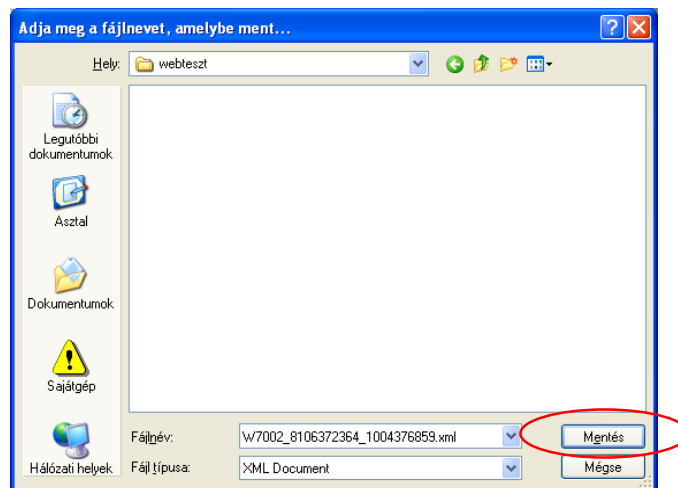 Adja meg a fájlnevet, amelybe ment...
Hely:
webteszt
Legutóbbi
dokumentumok
Asztal
Dokumentumok
Sajátgép
Hálózati helyek
Fájlnév:
W7002_8106372364_1004376859.xml
Mentés
Fájl típusa:
XML Document
Mégse